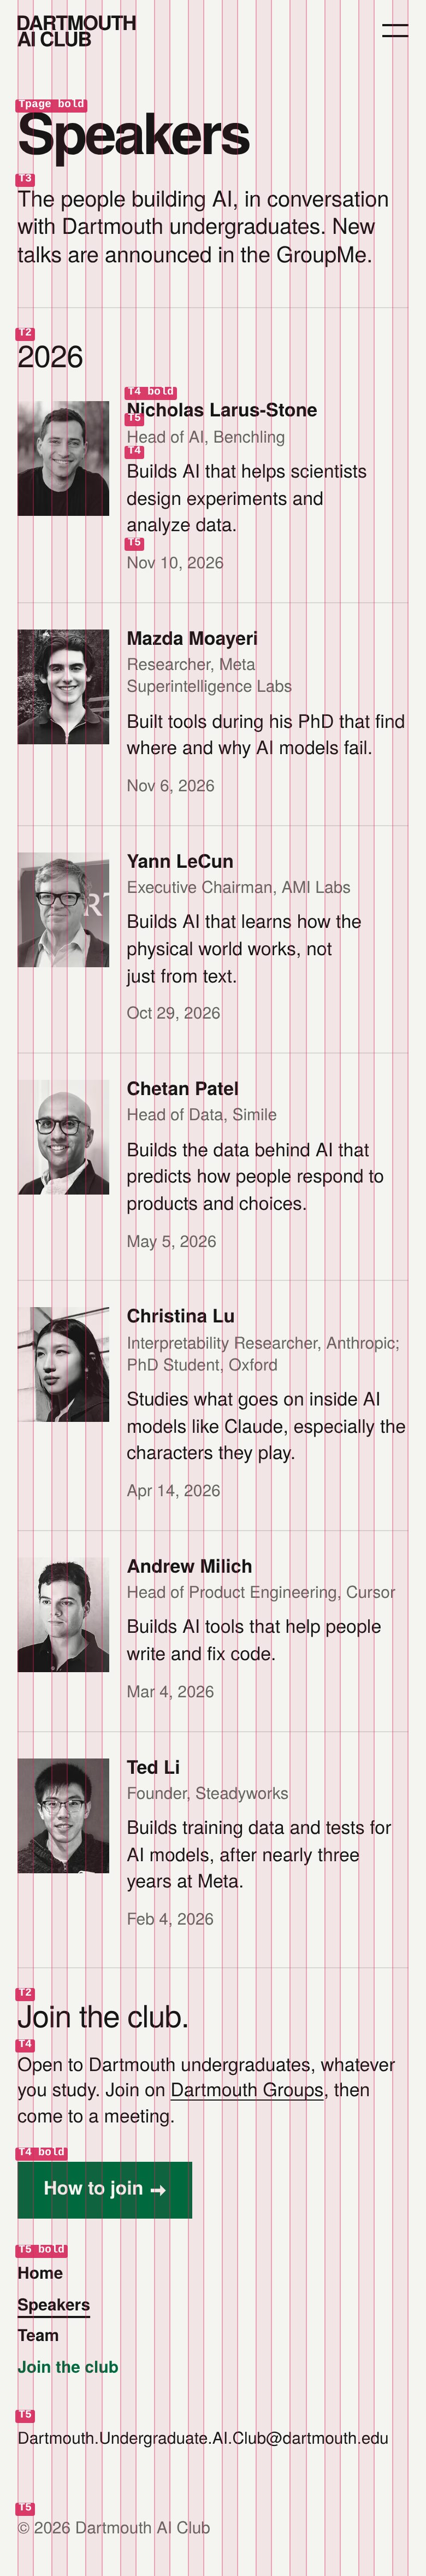 DARTMOUTH
AI CLUB
Tpage bold
Speakers
T3
The people building AI, in conversation
with Dartmouth undergraduates. New
talks are announced in the GroupMe.
T2
2026
T4 bold
Nicholas Larus-Stone
T5
Head of AI, Benchling
T4
Builds AI that helps scientists
design experiments and
analyze data.
T5
Nov 10, 2026
Mazda Moayeri
Researcher, Meta
Superintelligence Labs
Built tools during his PhD that find
where and why AI models fail.
Nov 6, 2026
Yann LeCun
Executive Chairman, AMI Labs
Builds AI that learns how the
physical world works, not
just from text.
Oct 29, 2026
Chetan Patel
Head of Data, Simile
Builds the data behind AI that
predicts how people respond to
products and choices.
May 5, 2026
Christina Lu
Interpretability Researcher, Anthropic;
PhD Student, Oxford
Studies what goes on inside AI
models like Claude, especially the
characters they play.
Apr 14, 2026
Andrew Milich
Head of Product Engineering, Cursor
Builds AI tools that help people
write and fix code.
Mar 4, 2026
Ted Li
Founder, Steadyworks
Builds training data and tests for
AI models, after nearly three
years at Meta.
Feb 4, 2026
T2
Join the club.
T4
Open to Dartmouth undergraduates, whatever
you study. Join on Dartmouth Groups, then
come to a meeting.
T4 bold
How to join →
T5 bold
Home
Speakers
Team
Join the club
T5
Dartmouth.Undergraduate.AI.Club@dartmouth.edu
T5
© 2026 Dartmouth AI Club